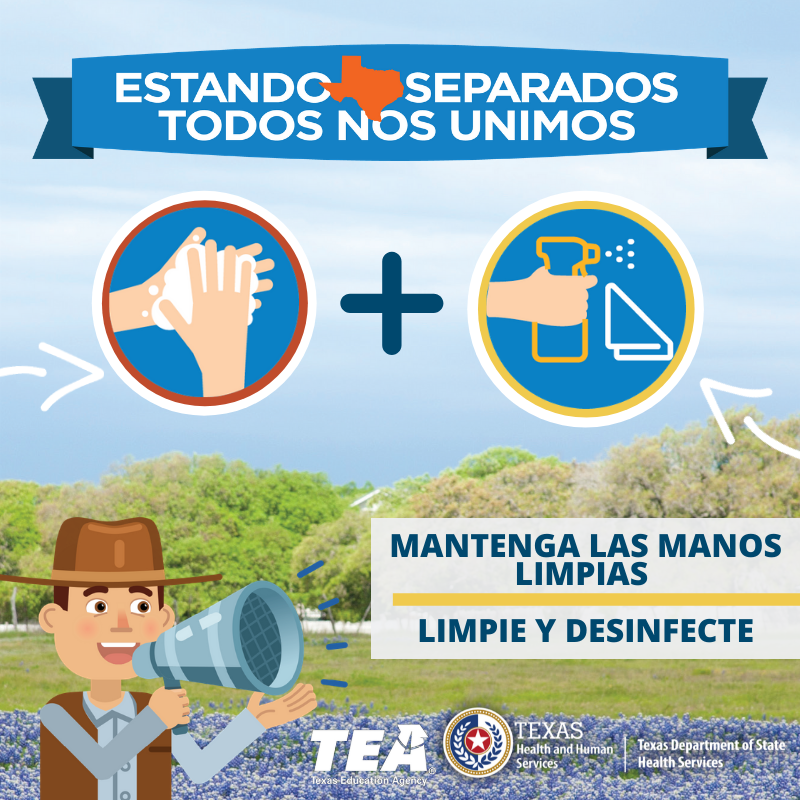 ESTANDO SEPARADOS
TODOS NOS UNIMOS
MANTENGA LAS MANOS
LIMPIAS
LIMPIE Y DESINFECTE
TEA
Texas Education Agency
TEXAS
Health and Human
Services
Texas Department of State
Health Services